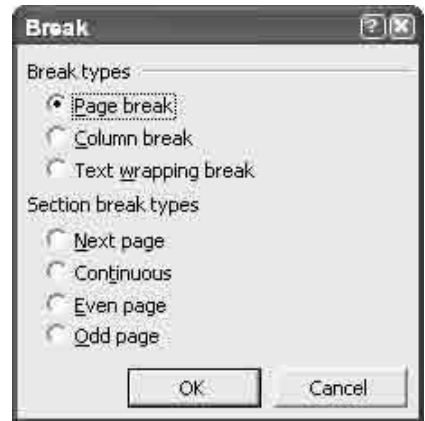 Break
Break types
Page break
Column break
Text wrapping break
Section break types
Next page
Continuous
Even page
Odd page
OK Cancel